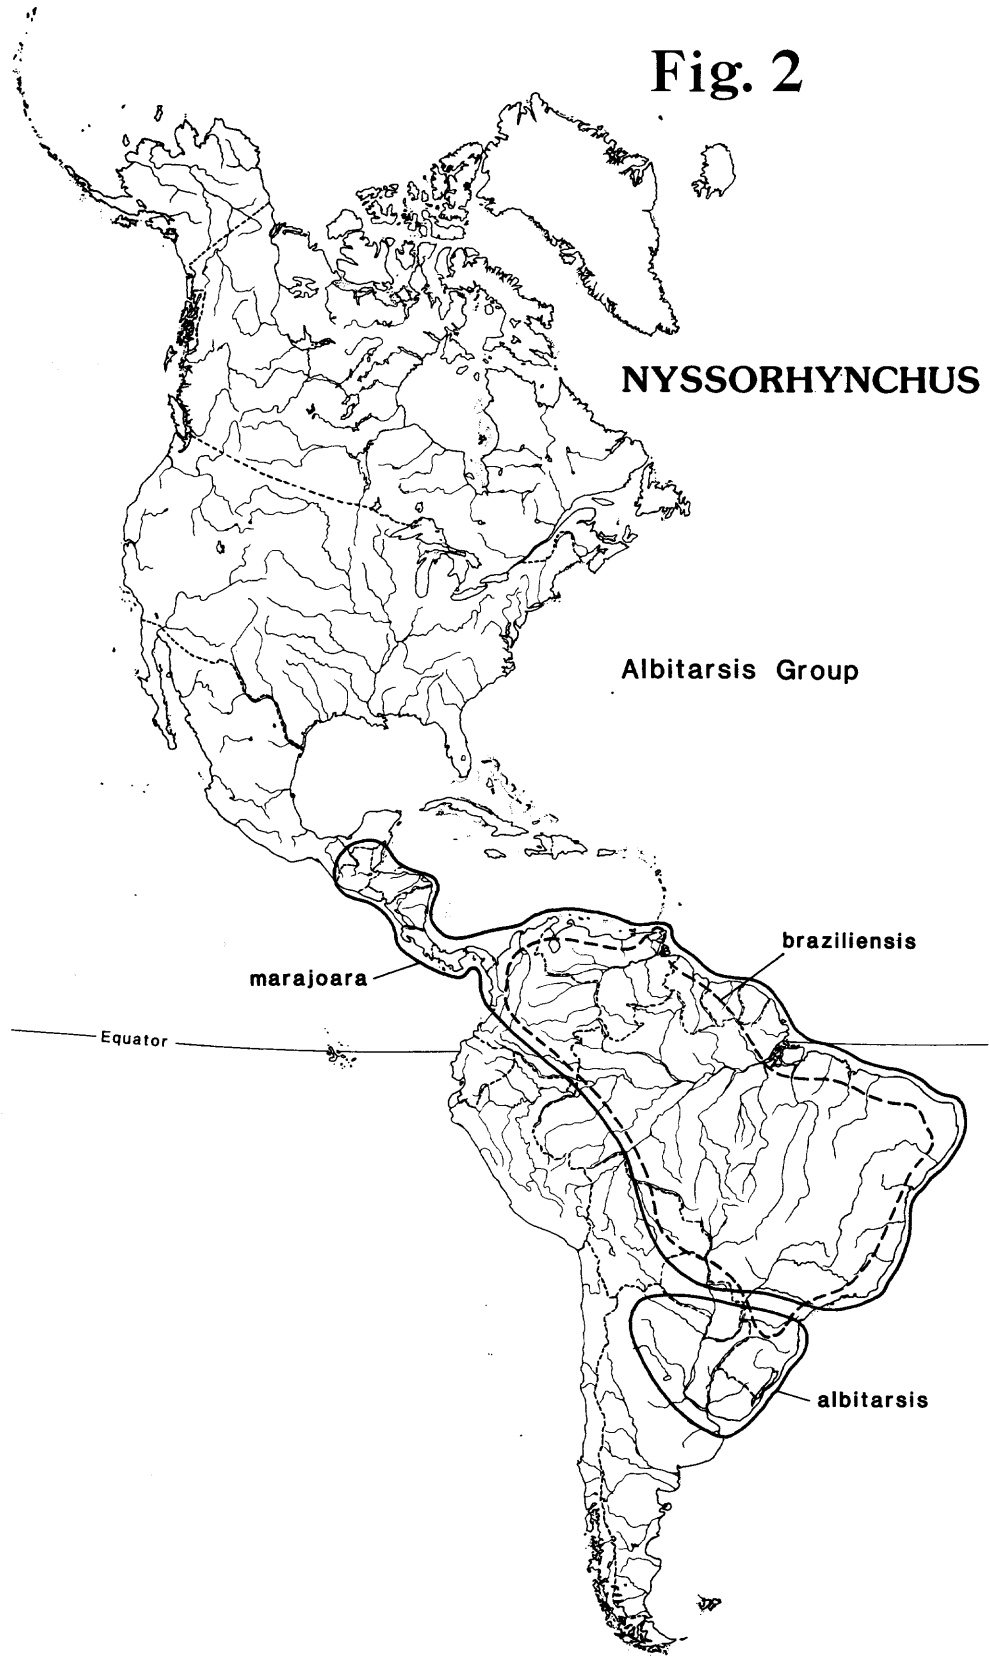 Fig. 2
NYSSORHYNCHUS
Albitarsis Group
braziliensis
marajoara
Equator
albitarsis